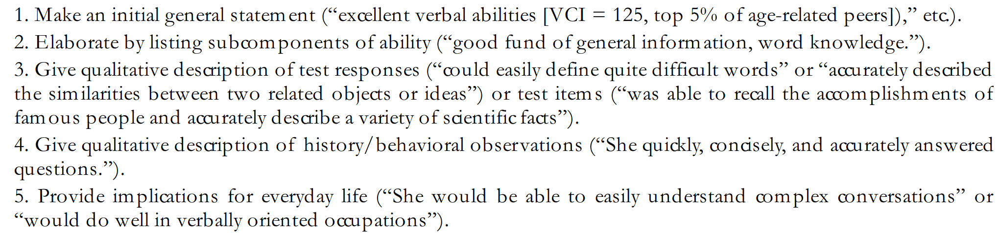 1. Make an initial general statement (“excellent verbal abilities [VCI = 125, top 5% of age-related peers]),” etc.).
2. Elaborate by listing subcomponents of ability (“good fund of general information, word knowledge.”).
3. Give qualitative description of test responses (“could easily define quite difficult words” or “accurately described
the similarities between two related objects or ideas”) or test items (“was able to recall the accomplishments of
famous people and accurately describe a variety of scientific facts”).
4. Give qualitative description of history/behavioral observations (“She quickly, concisely, and accurately answered
questions.”).
5. Provide implications for everyday life (“She would be able to easily understand complex conversations” or
“would do well in verbally oriented occupations”).